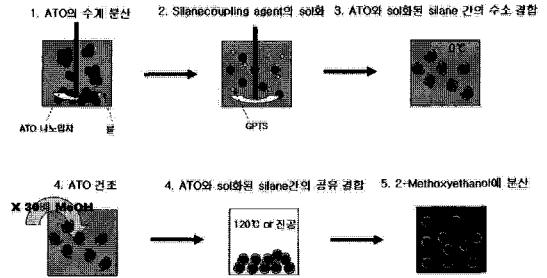 1. ATO의 수계 분산
2. Silanecoupling agent의 sol화
3. ATO와 sol화된 silane 간의 수소 결합
0℃
ATO 나노입자
물
GPTS
4. ATO 건조
4. ATO와 sol화된 silane간의 공유 결합
5. 2-Methoxyethanol에 분산
X 30배 MeOH
120℃ or 진공